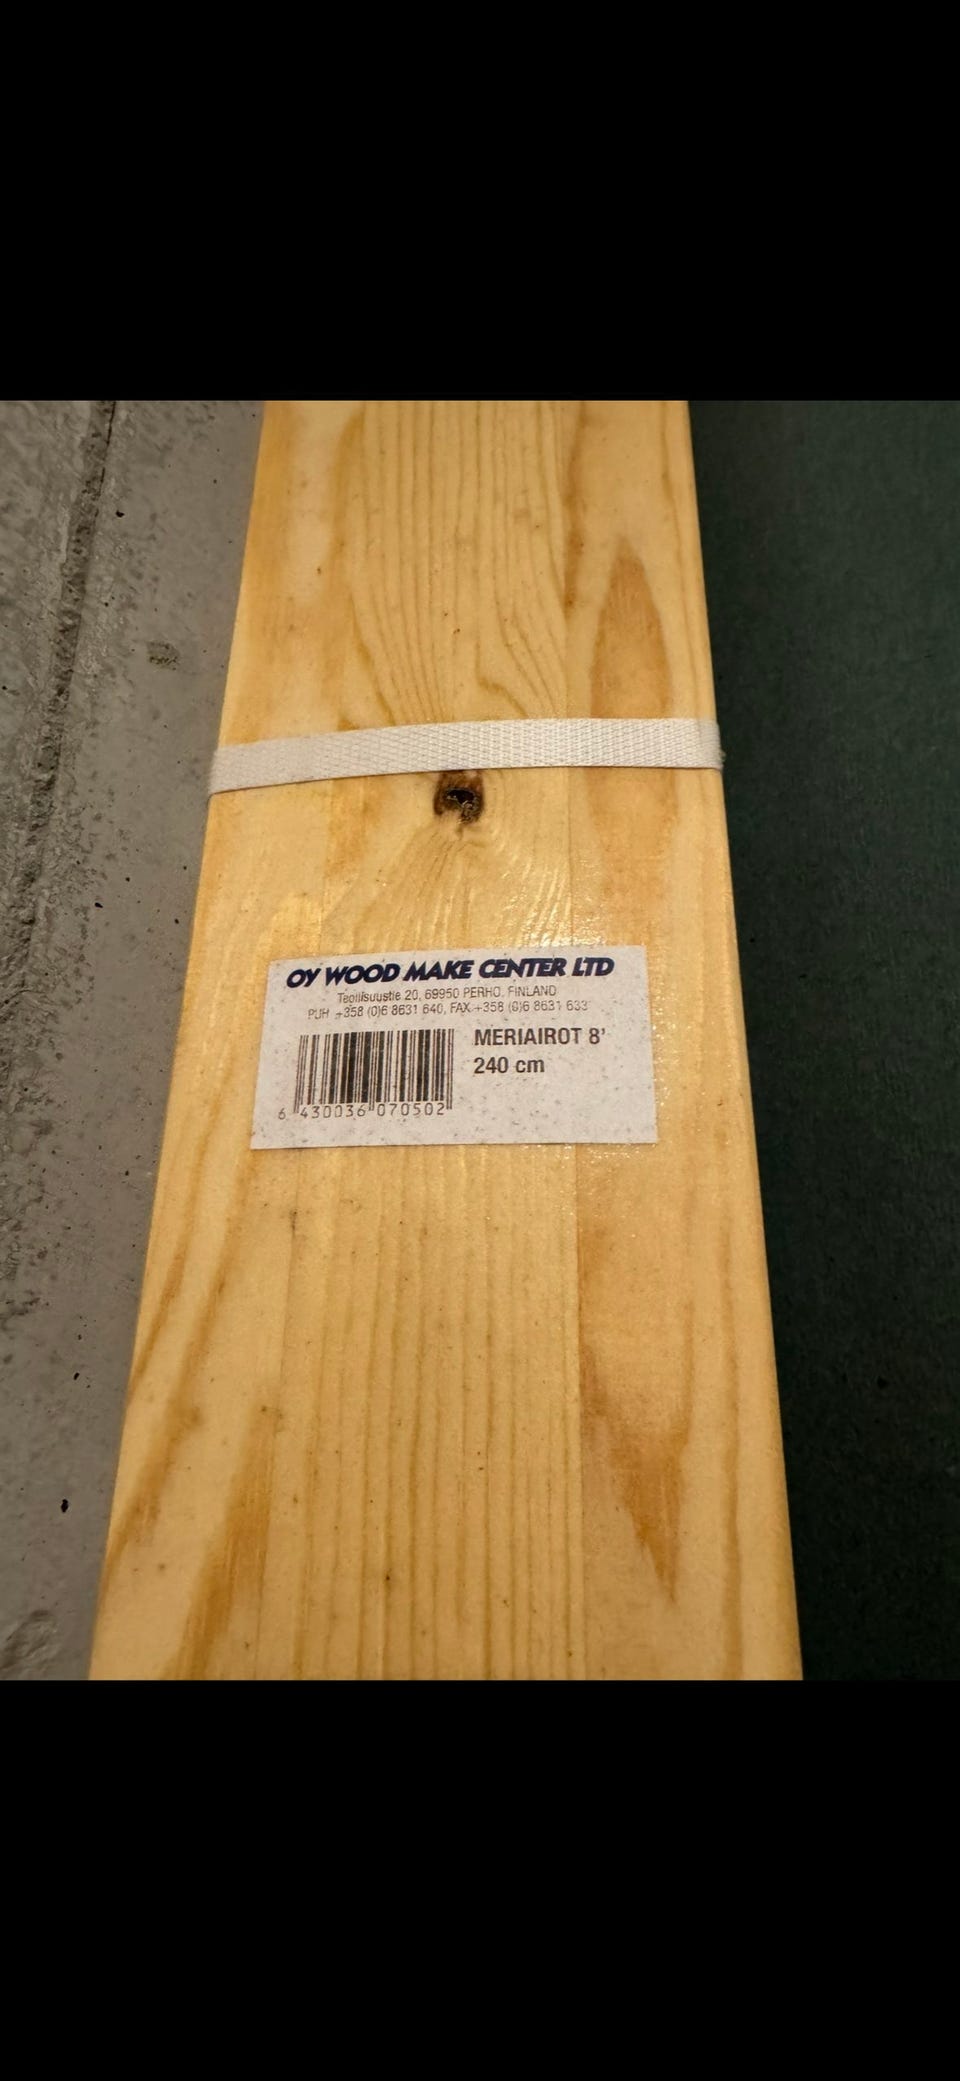 OY WOOD MAKE CENTER LTD
Teollisuustie 20, 69950 PERHO, FINLAND
PUH +358 (0)6 8631 640, FAX +358 (0)6 8631 633
MERIAIROT 8'
240 cm
6 430036 070502